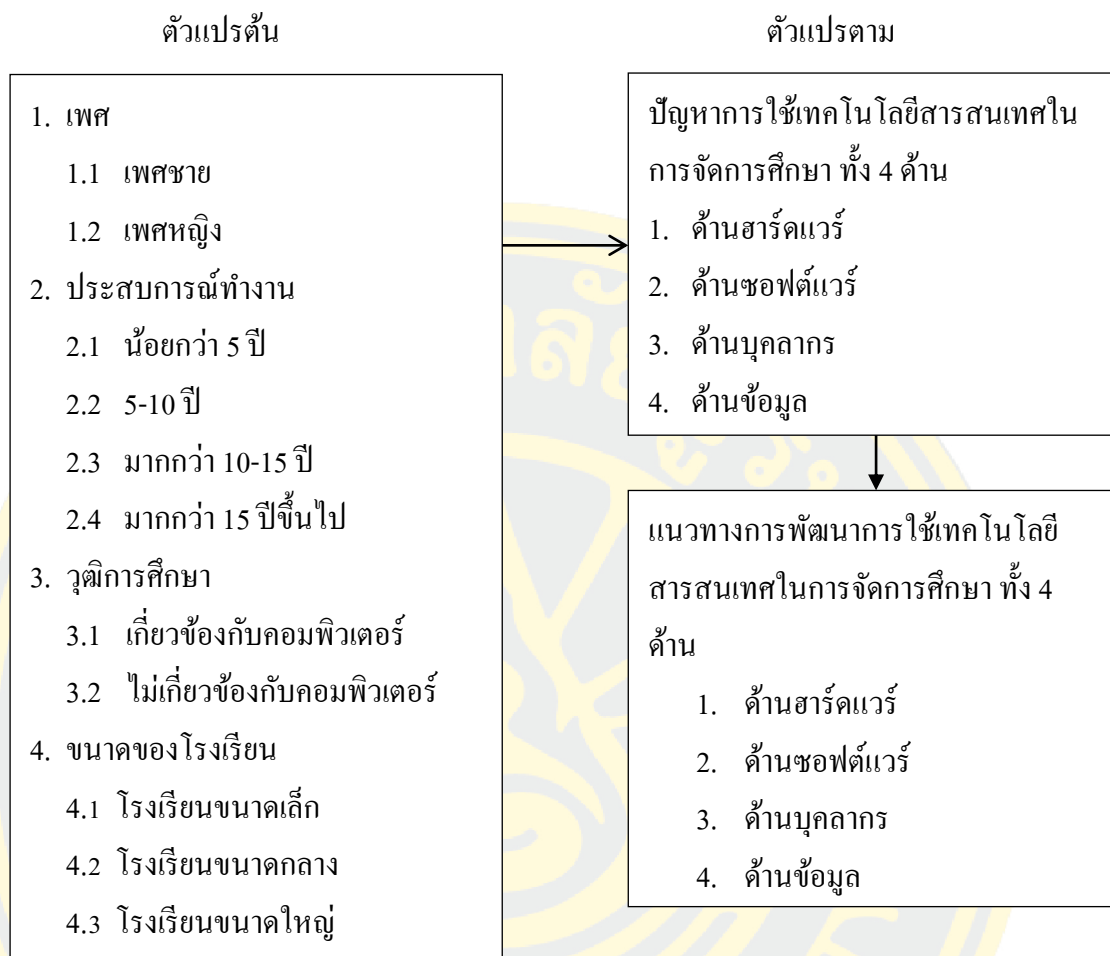 ตัวแปรต้น
ตัวแปรตาม
1. เพศ
1.1 เพศชาย
1.2 เพศหญิง
2. ประสบการณ์ทำงาน
2.1 น้อยกว่า 5 ปี
2.2 5-10 ปี
2.3 มากกว่า 10-15 ปี
2.4 มากกว่า 15 ปีขึ้นไป
3. วุฒิการศึกษา
3.1 เกี่ยวข้องกับคอมพิวเตอร์
3.2 ไม่เกี่ยวข้องกับคอมพิวเตอร์
4. ขนาดของโรงเรียน
4.1 โรงเรียนขนาดเล็ก
4.2 โรงเรียนขนาดกลาง
4.3 โรงเรียนขนาดใหญ่
ปัญหาการใช้เทคโนโลยีสารสนเทศใน
การจัดการศึกษา ทั้ง 4 ด้าน
1. ด้านฮาร์ดแวร์
2. ด้านซอฟต์แวร์
3. ด้านบุคลากร
4. ด้านข้อมูล
แนวทางการพัฒนาการใช้เทคโนโลยี
สารสนเทศในการจัดการศึกษา ทั้ง 4
ด้าน
1. ด้านฮาร์ดแวร์
2. ด้านซอฟต์แวร์
3. ด้านบุคลากร
4. ด้านข้อมูล